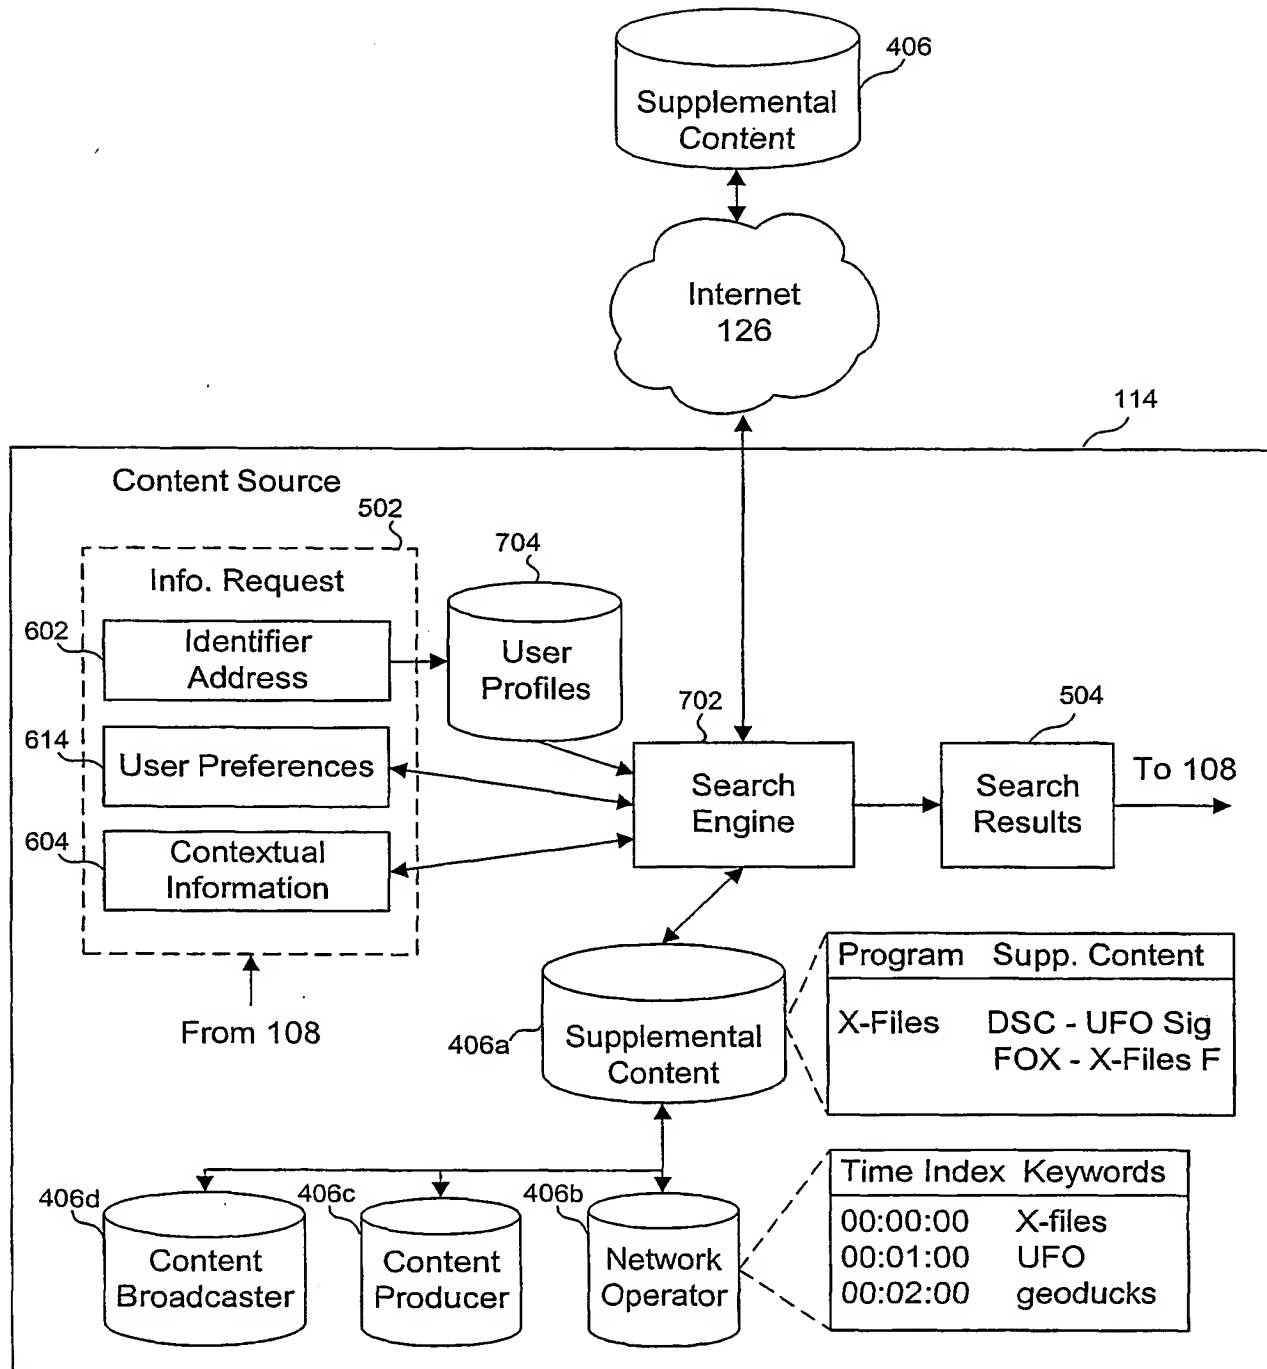 406
Supplemental
Content
Internet
126
114
Content Source
502
704
Info. Request
602
Identifier
Address
User
Profiles
702
504
614
User Preferences
Search
Engine
Search
Results
To 108
604
Contextual
Information
From 108
406a
Supplemental
Content
Program Supp. Content
X-Files DSC - UFO Sig
FOX - X-Files F
406d
406c
406b
Content
Broadcaster
Content
Producer
Network
Operator
Time Index Keywords
00:00:00 X-files
00:01:00 UFO
00:02:00 geoducks